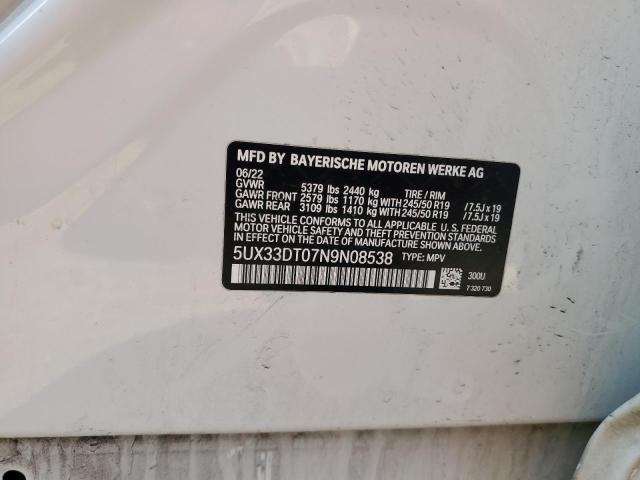 MFD BY BAYERISCHE MOTOREN WERKE AG
06/22
GVWR 5379 lbs 2440 kg TIRE / RIM
GAWR FRONT 2579 lbs 1170 kg WITH 245/50 R19 /7.5J x 19
GAWR REAR 3109 lbs 1410 kg WITH 245/50 R19 /7.5J x 19
THIS VEHICLE CONFORMS TO ALL APPLICABLE U. S. FEDERAL
MOTOR VEHICLE SAFETY AND THEFT PREVENTION STANDARDS IN
EFFECT ON THE DATE OF MANUFACTURE SHOWN ABOVE.
5UX33DT07N9N08538 TYPE: MPV
300U
7 320 730